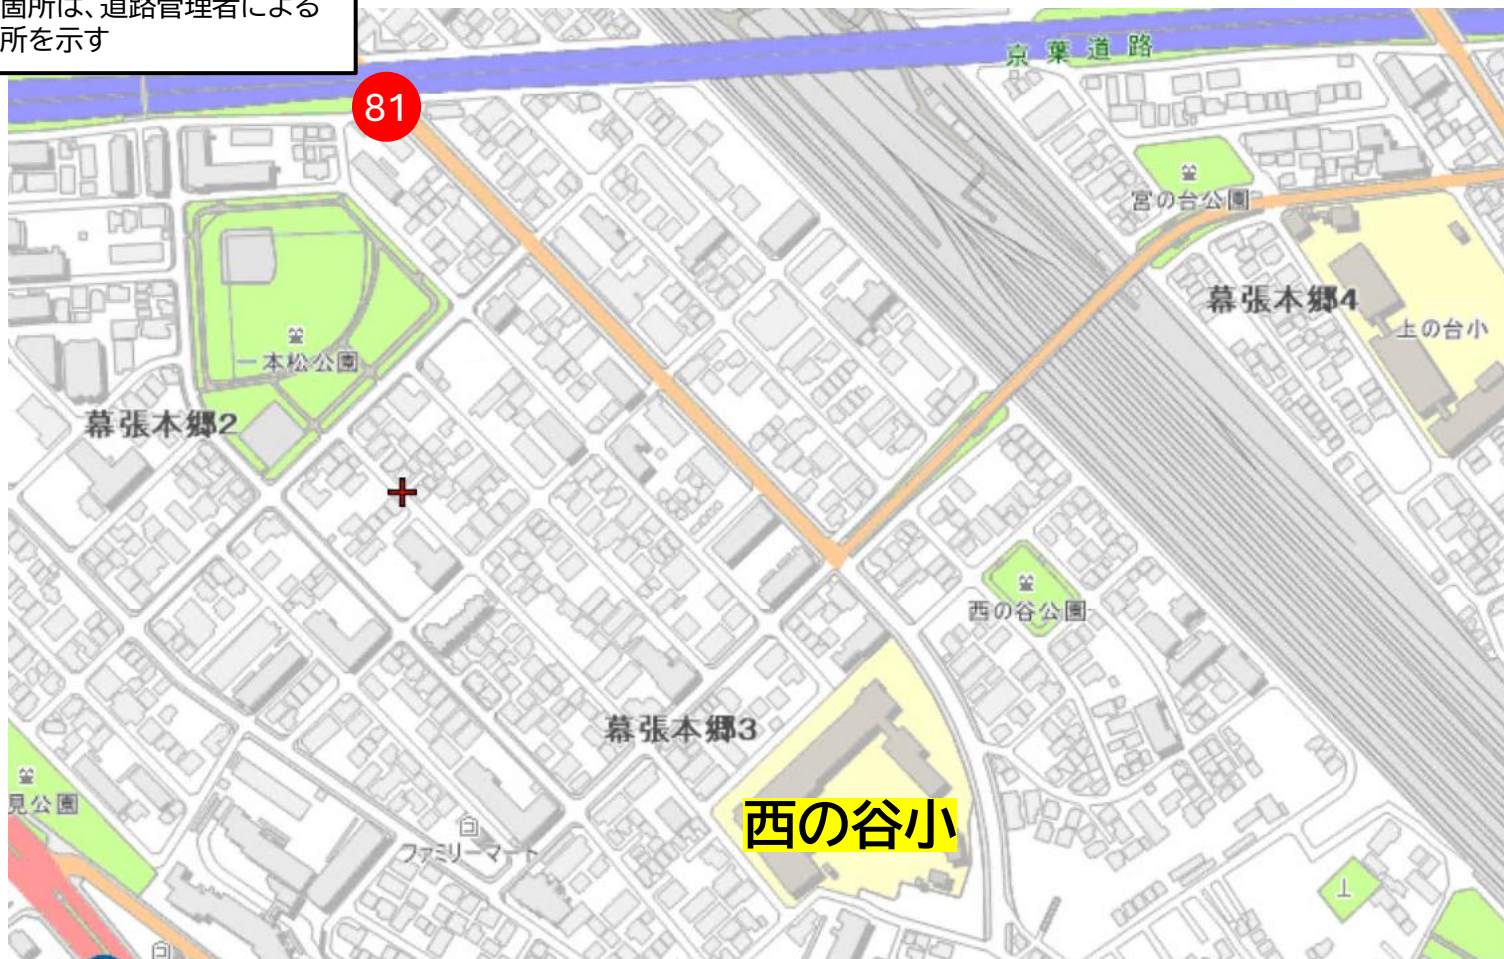 箇所は、道路管理者による
所を示す
京葉道路
81
宮の台公園
幕張本郷4
上の台小
一本松公園
幕張本郷2
西の谷公園
幕張本郷3
見公園
西の谷小
ファミリーマート